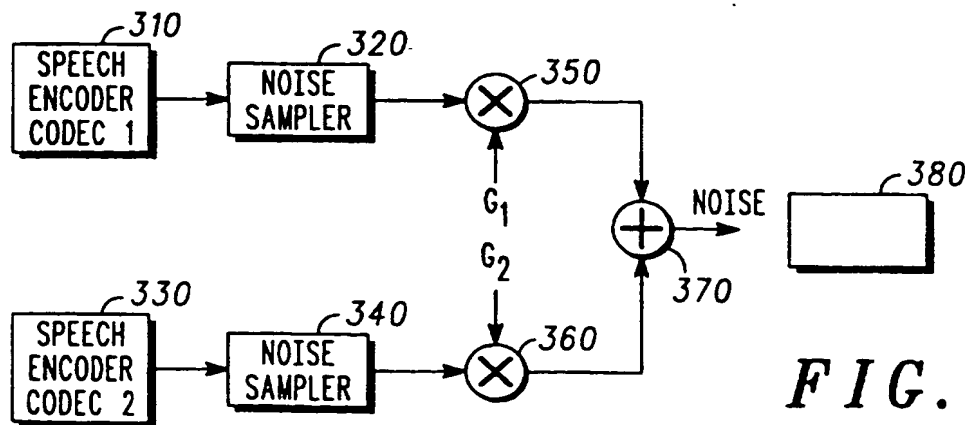 310
SPEECH
ENCODER
CODEC 1
320
NOISE
SAMPLER
350
G1
G2
NOISE
380
370
330
SPEECH
ENCODER
CODEC 2
340
NOISE
SAMPLER
360
FIG.